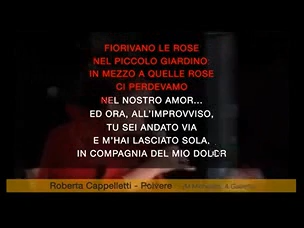 FIORIVANO LE ROSE
NEL PICCOLO GIARDINO:
IN MEZZO A QUELLE ROSE
CI PERDEVAMO
NEL NOSTRO AMOR...
ED ORA, ALL'IMPROVVISO,
TU SEI ANDATO VIA
E M'HAI LASCIATO SOLA,
IN COMPAGNIA DEL MIO DOLOR
Roberta Cappelletti - Polvere